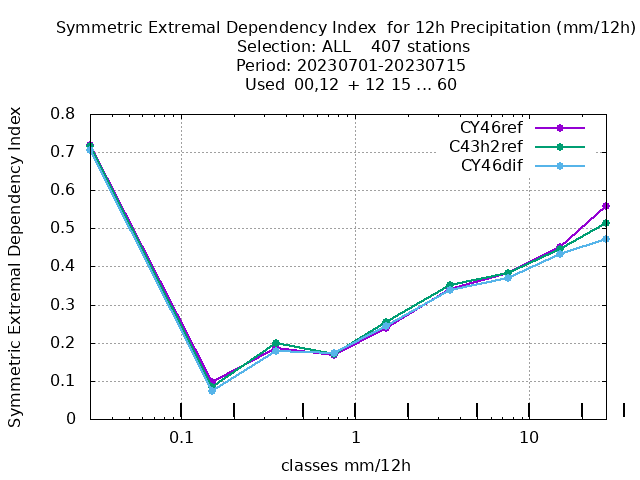 Symmetric Extremal Dependency Index  for 12h Precipitation (mm/12h)
Selection: ALL    407 stations
Period: 20230701-20230715
Used  00,12  + 12 15 ... 60
Symmetric Extremal Dependency Index
0.8
0.7
0.6
0.5
0.4
0.3
0.2
0.1
0
CY46ref
C43h2ref
CY46dif
0.1
1
10
classes mm/12h